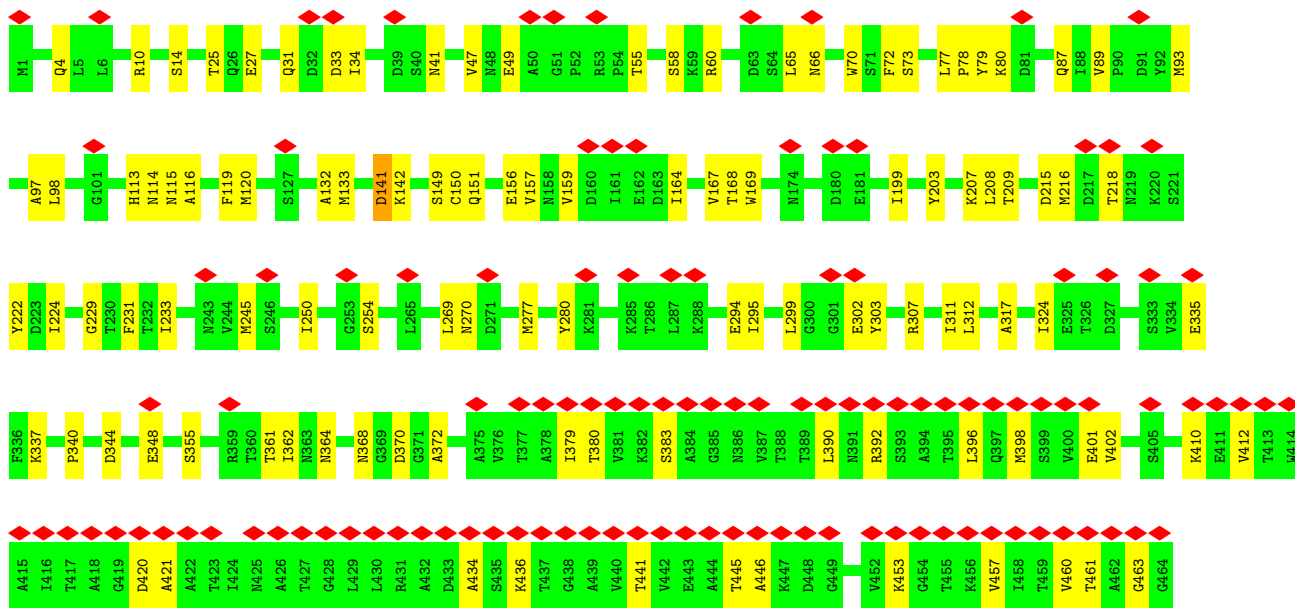 M1 Q4 L5 L6 R10 S14 T25 Q26 E27 Q31 D32 D33 I34 D39 S40 N41 V47 N48 E49 A50 G51 P52 R53 P54 T55 S58 K59 R60 D63 S64 L65 N66 W70 S71 F72 S73 L77 P78 Y79 K80 D81 Q87 I88 V89 P90 D91 Y92 M93
A97 L98 G101 H113 N114 N115 A116 F119 M120 S127 A132 M133 D141 K142 S149 C150 Q151 E156 V157 N158 V159 D160 I161 E162 D163 I164 V167 T168 W169 N174 D180 E181 I199 Y203 K207 L208 T209 D215 M216 D217 T218 N219 K220 S221
Y222 D223 I224 G229 T230 F231 T232 I233 N243 V244 M245 S246 I250 G253 S254 L265 L269 N270 D271 M277 Y280 K281 K285 T286 L287 K288 E294 I295 L299 G300 G301 E302 Y303 R307 I311 L312 A317 I324 E325 T326 D327 S333 V334 E335
F336 K337 P340 D344 E348 S355 R359 T360 T361 I362 N363 N364 N368 G369 D370 G371 A372 A375 V376 T377 A378 I379 T380 V381 K382 S383 A384 G385 N386 V387 T388 T389 L390 N391 R392 S393 A394 T395 L396 Q397 M398 S399 V400 E401 V402 S405 K410 E411 V412 T413 W414
A415 I416 T417 A418 G419 D420 A421 A422 T423 I424 N425 A426 T427 G428 L429 L430 R431 A432 D433 A434 S435 K436 T437 G438 A439 V440 T441 V442 E443 A444 T445 A446 K447 D448 G449 V452 K453 G454 T455 K456 V457 I458 T459 V460 T461 A462 G463 G464